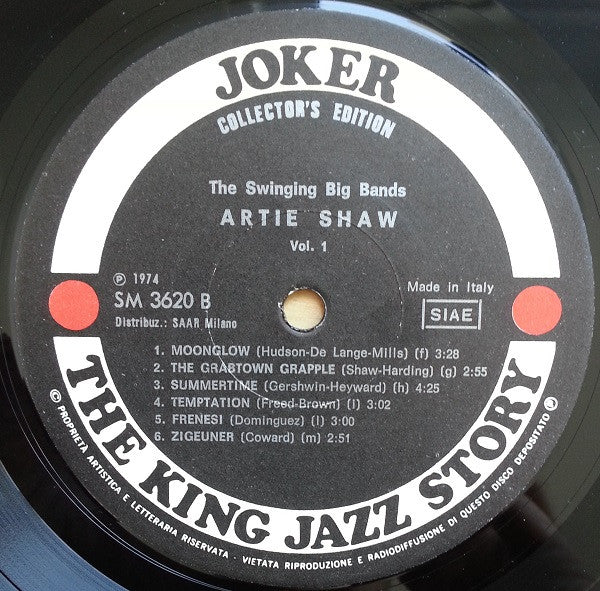 JOKER
COLLECTOR'S EDITION
The Swinging Big Bands
ARTIE SHAW
Vol. 1
℗ 1974
SM 3620 B
Distribuz.: SAAR Milano
Made in Italy
SIAE
1. MOONGLOW (Hudson-De Lange-Mills) (f) 3:28
2. THE GRABTOWN GRAPPLE (Shaw-Harding) (g) 2:55
3. SUMMERTIME (Gershwin-Heyward) (h) 4:25
4. TEMPTATION (Freed-Brown) (l) 3:02
5. FRENESI (Dominguez) (l) 3:00
6. ZIGEUNER (Coward) (m) 2:51
THE KING JAZZ STORY
© PROPRIETÀ ARTISTICA E LETTERARIA RISERVATA - VIETATA RIPRODUZIONE E RADIODIFFUSIONE DI QUESTO DISCO DEPOSITATO